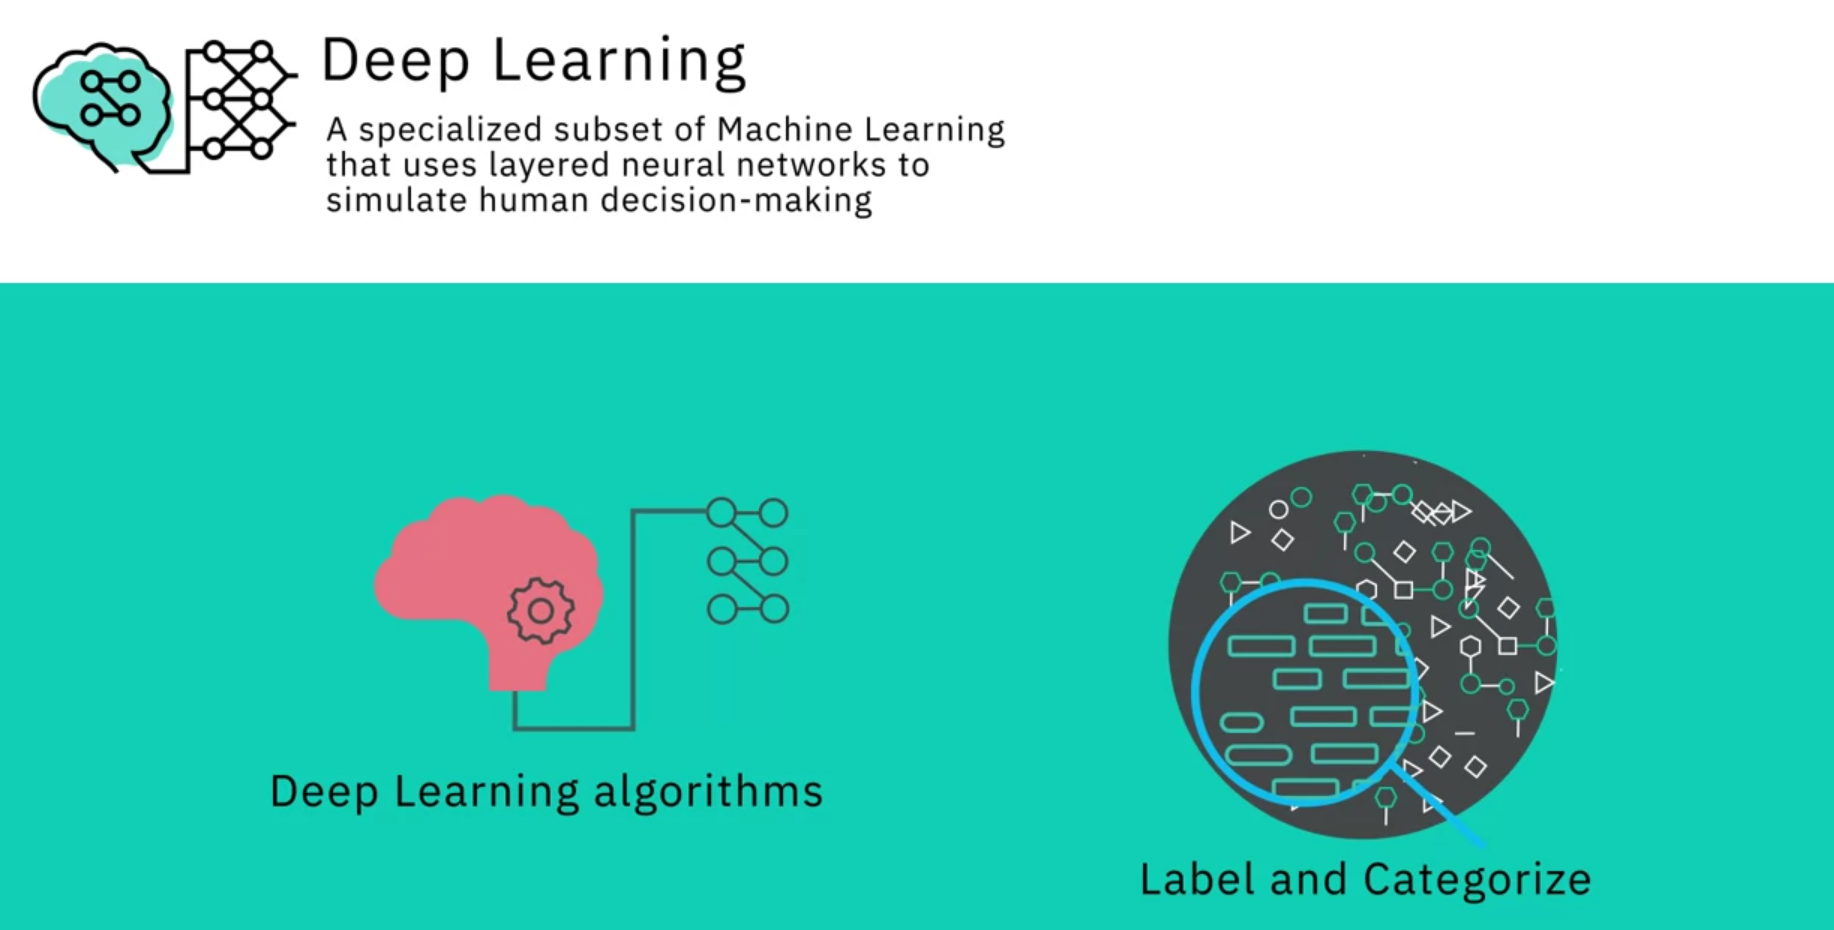 Deep Learning
A specialized subset of Machine Learning
that uses layered neural networks to
simulate human decision-making
Deep Learning algorithms
Label and Categorize